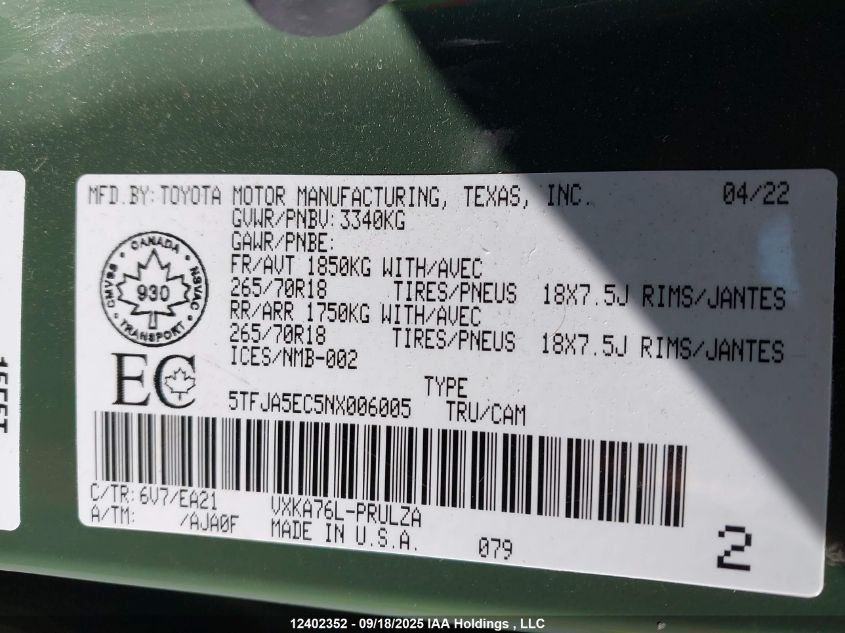 MFD.BY: TOYOTA MOTOR MANUFACTURING, TEXAS, INC. 04/22
GVWR/PNBV: 3340KG
GAWR/PNBE:
FR/AVT 1850KG WITH/AVEC
265/70R18 TIRES/PNEUS 18X7.5J RIMS/JANTES
RR/ARR 1750KG WITH/AVEC
265/70R18 TIRES/PNEUS 18X7.5J RIMS/JANTES
ICES/NMB-002
CANADA
CMVSS 930 NSVAC
TRANSPORT
EC
TYPE
5TFJA5EC5NX006005 TRU/CAM
C/TR: 6V7/EA21 VXKA76L-PRULZA
A/TM: /AJA0F MADE IN U.S.A. 079
2
12402352 - 09/18/2025 IAA Holdings , LLC